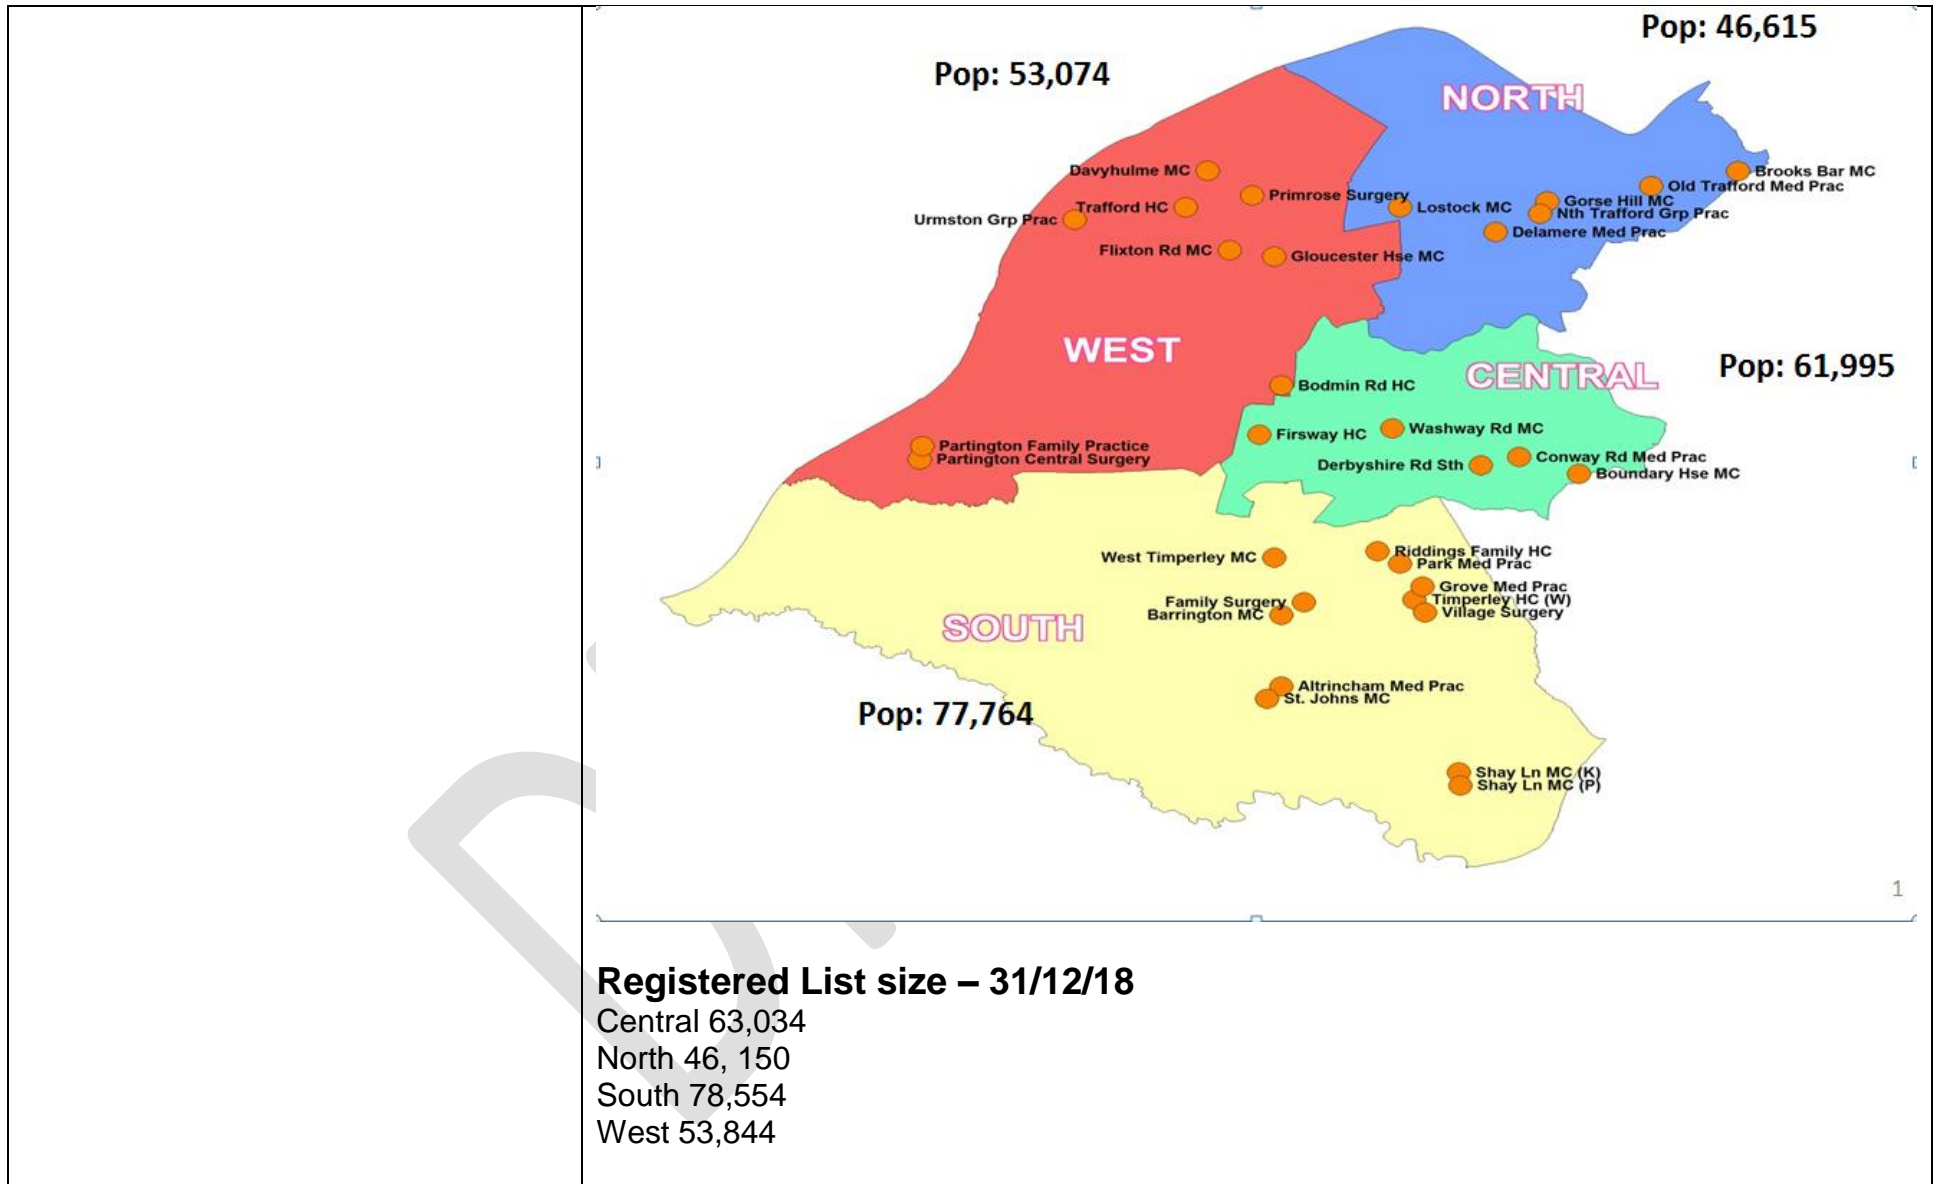 Pop: 46,615
Pop: 53,074
NORTH
Davyhulme MC
Brooks Bar MC
Old Trafford Med Prac
Primrose Surgery
Trafford HC
Lostock MC
Gorse Hill MC
Nth Trafford Grp Prac
Urmston Grp Prac
Delamere Med Prac
Flixton Rd MC
Gloucester Hse MC
WEST
CENTRAL
Pop: 61,995
Bodmin Rd HC
Firsway HC
Washway Rd MC
Partington Family Practice
Partington Central Surgery
Derbyshire Rd Sth
Conway Rd Med Prac
Boundary Hse MC
West Timperley MC
Riddings Family HC
Park Med Prac
Grove Med Prac
Family Surgery
Timperley HC (W)
Barrington MC
Village Surgery
SOUTH
Altrincham Med Prac
St. Johns MC
Pop: 77,764
Shay Ln MC (K)
Shay Ln MC (P)
1
Registered List size – 31/12/18
Central 63,034
North 46, 150
South 78,554
West 53,844